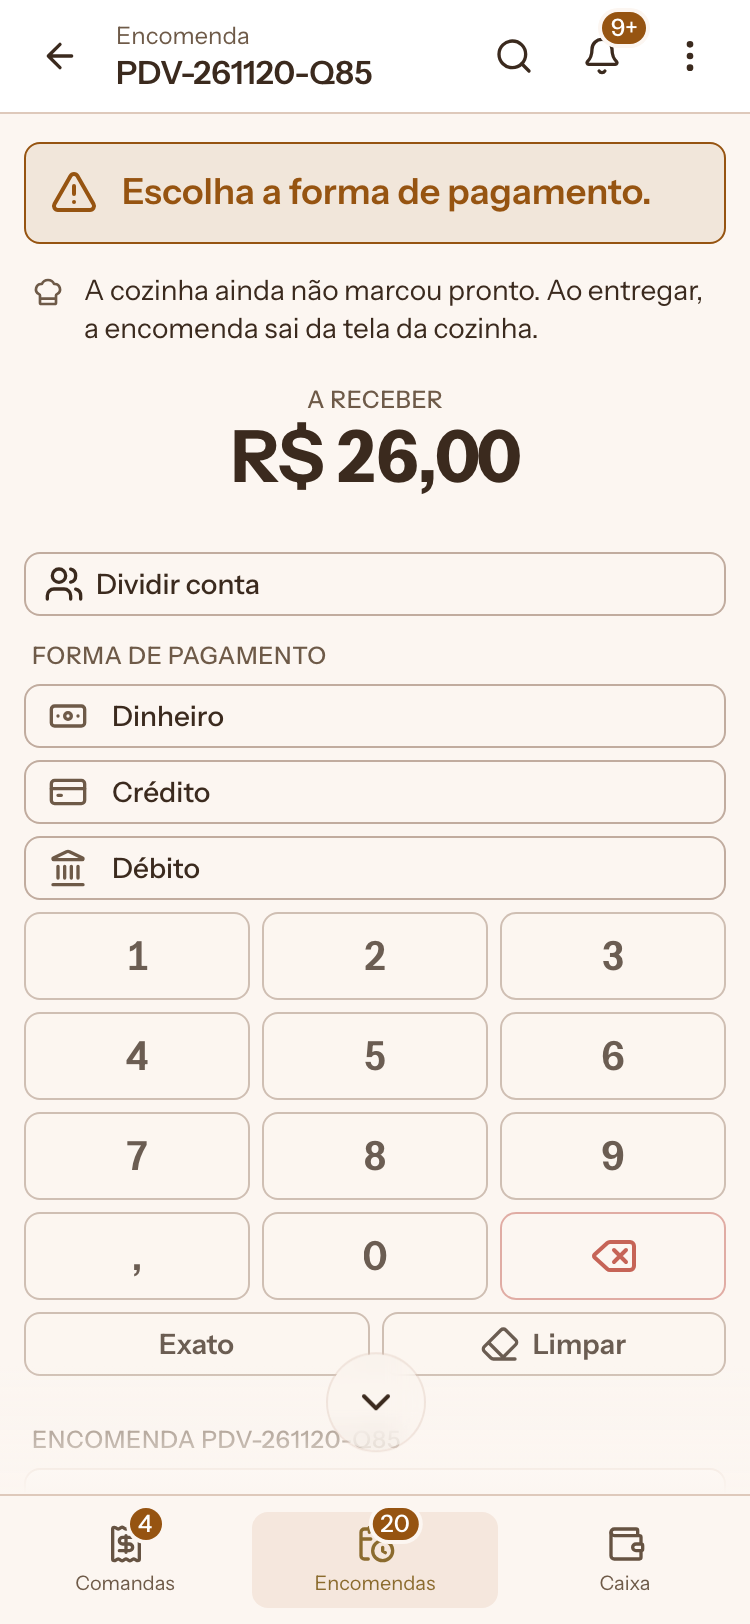 Encomenda
PDV-261120-Q85
9+
Escolha a forma de pagamento.
A cozinha ainda não marcou pronto. Ao entregar,
a encomenda sai da tela da cozinha.
A RECEBER
R$ 26,00
Dividir conta
FORMA DE PAGAMENTO
Dinheiro
Crédito
Débito
1 2 3
4 5 6
7 8 9
, 0
Exato Limpar
ENCOMENDA PDV-261120-Q85
4 20
Comandas Encomendas Caixa